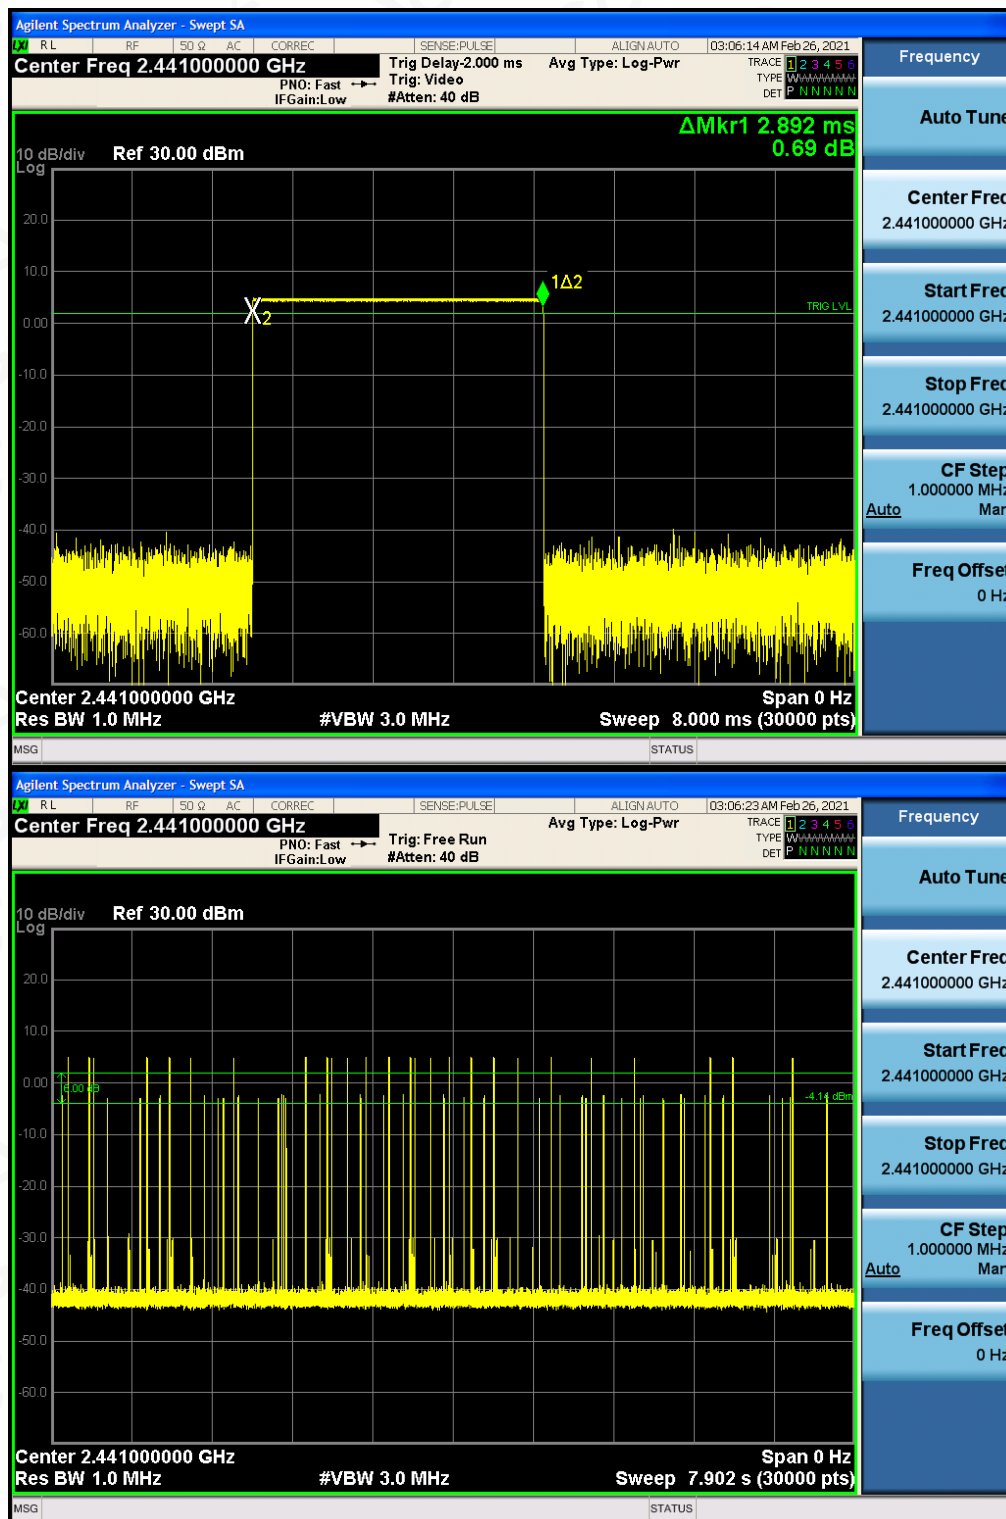 Agilent Spectrum Analyzer - Swept SA
LXI RL RF 50 Ω AC CORREC SENSE:PULSE ALIGN AUTO 03:06:14 AM Feb 26, 2021
Center Freq 2.441000000 GHz
PNO: Fast
IFGain:Low
Trig Delay-2.000 ms
Trig: Video
#Atten: 40 dB
Avg Type: Log-Pwr
TRACE 1 2 3 4 5 6
TYPE
DET P N N N N N
ΔMkr1 2.892 ms
0.69 dB
10 dB/div Ref 30.00 dBm
Log
20.0
10.0
1Δ2
TRIG LVL
2
0.00
-10.0
-20.0
-30.0
-40.0
-50.0
-60.0
Center 2.441000000 GHz Span 0 Hz
Res BW 1.0 MHz #VBW 3.0 MHz Sweep 8.000 ms (30000 pts)
MSG STATUS
Frequency
Auto Tune
Center Freq
2.441000000 GHz
Start Freq
2.441000000 GHz
Stop Freq
2.441000000 GHz
CF Step
1.000000 MHz
Auto Man
Freq Offset
0 Hz
Agilent Spectrum Analyzer - Swept SA
LXI RL RF 50 Ω AC CORREC SENSE:PULSE ALIGN AUTO 03:06:23 AM Feb 26, 2021
Center Freq 2.441000000 GHz
PNO: Fast
IFGain:Low
Trig: Free Run
#Atten: 40 dB
Avg Type: Log-Pwr
TRACE 1 2 3 4 5 6
TYPE
DET P N N N N N
10 dB/div Ref 30.00 dBm
Log
20.0
10.0
0.00
6.00 dB
-4.14 dBm
-10.0
-20.0
-30.0
-40.0
-50.0
-60.0
Center 2.441000000 GHz Span 0 Hz
Res BW 1.0 MHz #VBW 3.0 MHz Sweep 7.902 s (30000 pts)
MSG STATUS
Frequency
Auto Tune
Center Freq
2.441000000 GHz
Start Freq
2.441000000 GHz
Stop Freq
2.441000000 GHz
CF Step
1.000000 MHz
Auto Man
Freq Offset
0 Hz